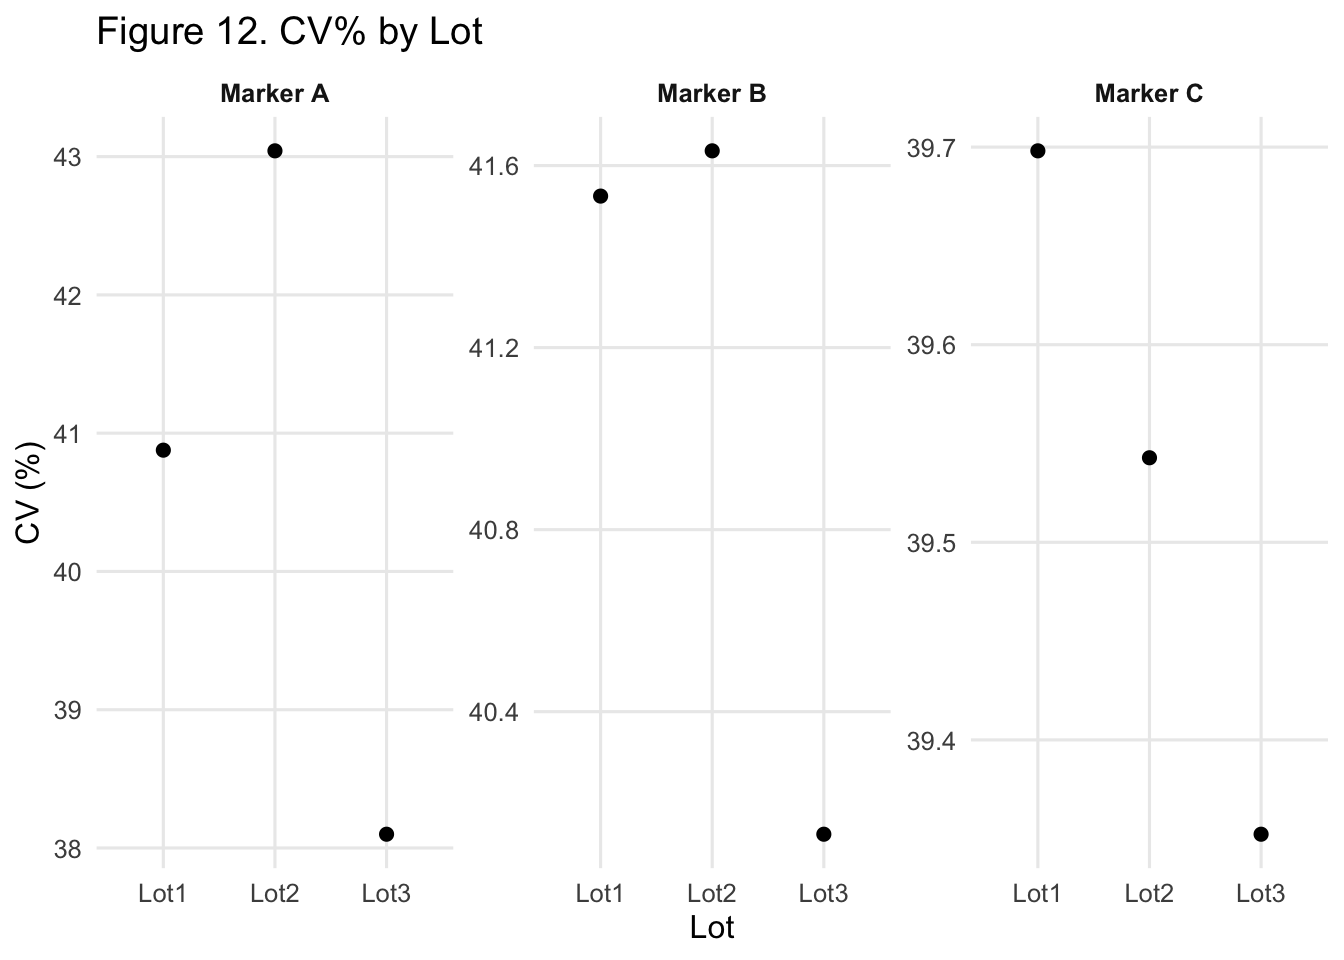 Figure 12. CV% by Lot
Marker A
Marker B
Marker C
CV (%)
43
42
41
40
39
38
41.6
41.2
40.8
40.4
39.7
39.6
39.5
39.4
Lot1 Lot2 Lot3
Lot1 Lot2 Lot3
Lot1 Lot2 Lot3
Lot